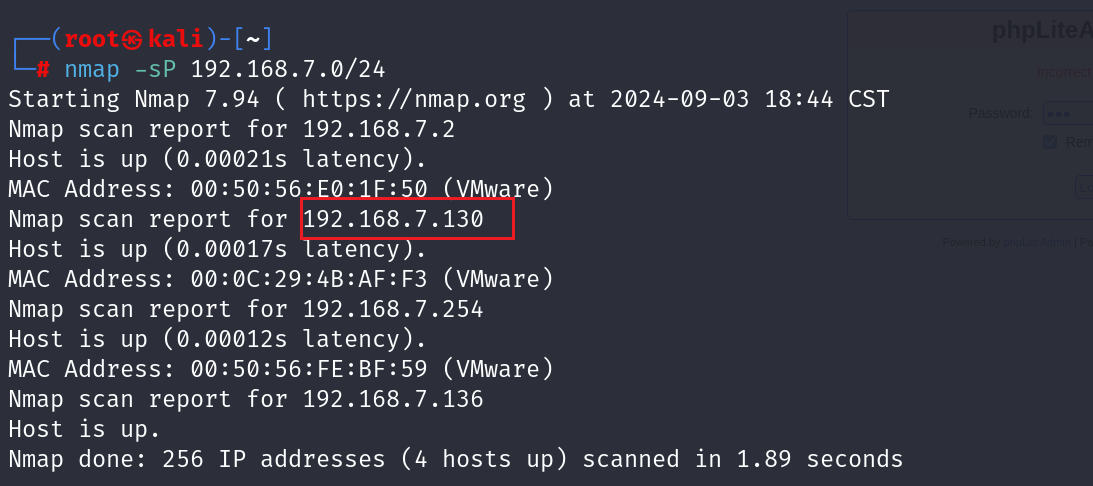 (root㉿kali)-[~]
# nmap -sP 192.168.7.0/24
Starting Nmap 7.94 ( https://nmap.org ) at 2024-09-03 18:44 CST
Nmap scan report for 192.168.7.2
Host is up (0.00021s latency).
MAC Address: 00:50:56:E0:1F:50 (VMware)
Nmap scan report for 192.168.7.130
Host is up (0.00017s latency).
MAC Address: 00:0C:29:4B:AF:F3 (VMware)
Nmap scan report for 192.168.7.254
Host is up (0.00012s latency).
MAC Address: 00:50:56:FE:BF:59 (VMware)
Nmap scan report for 192.168.7.136
Host is up.
Nmap done: 256 IP addresses (4 hosts up) scanned in 1.89 seconds
phpLiteA
Incorrect
Password:
Rem
Lo
Powered by phpLiteAdmin | Pa